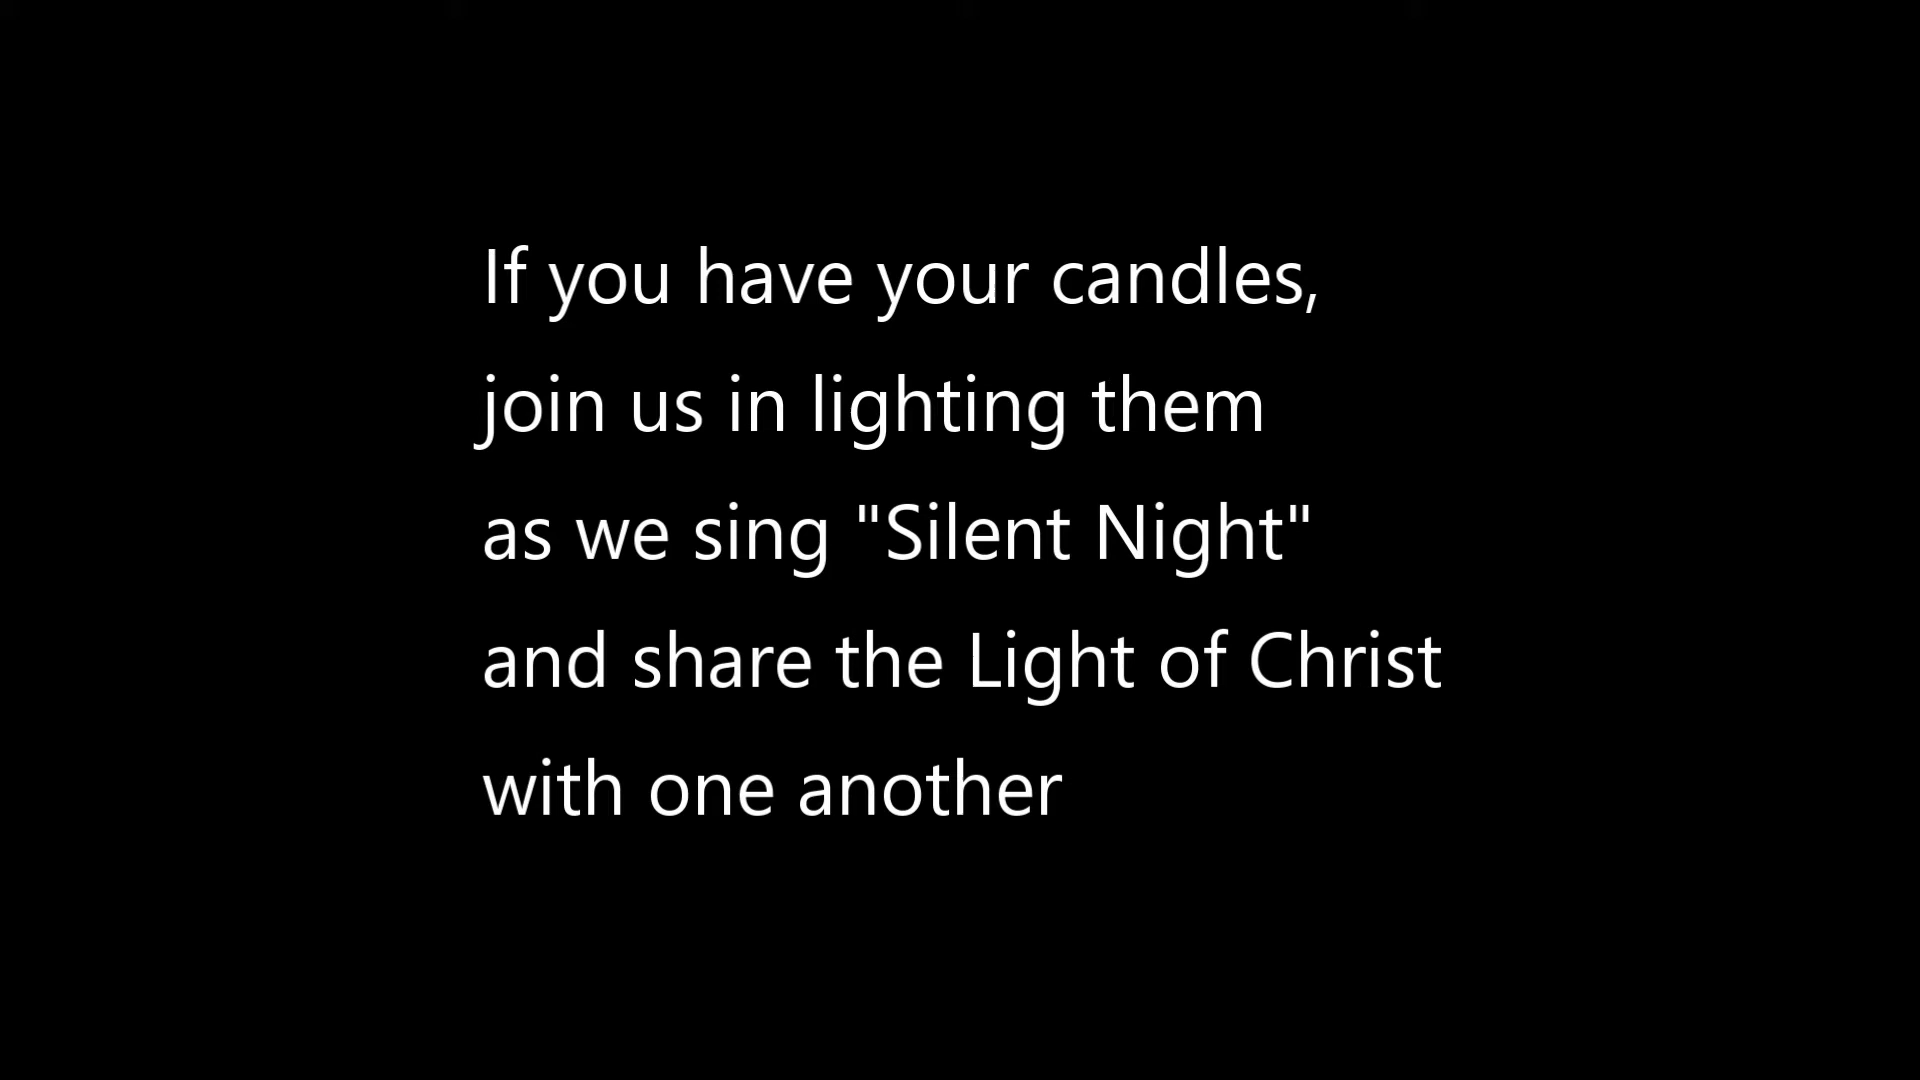 If you have your candles,
join us in lighting them
as we sing "Silent Night"
and share the Light of Christ
with one another